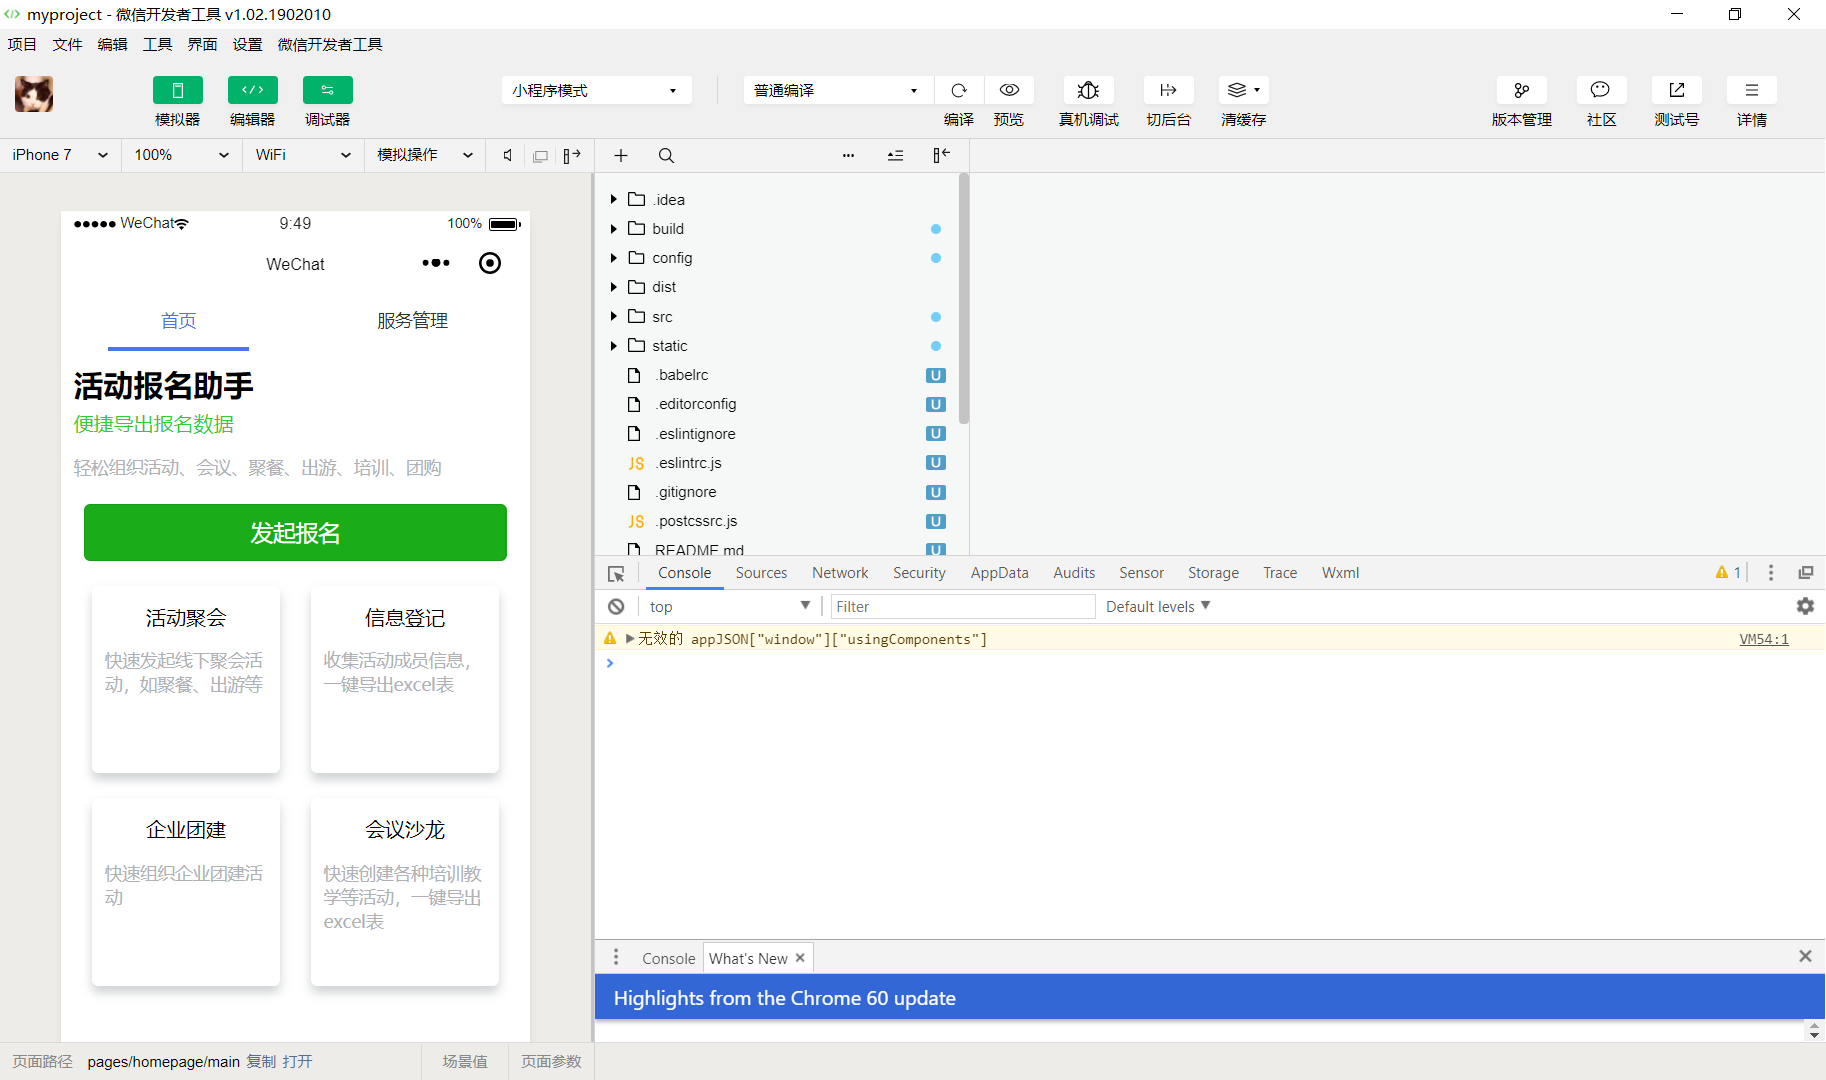 myproject - 微信开发者工具 v1.02.1902010
项目 文件 编辑 工具 界面 设置 微信开发者工具
小程序模式 普通编译
模拟器 编辑器 调试器 编译 预览 真机调试 切后台 清缓存 版本管理 社区 测试号 详情
iPhone 7 100% WiFi 模拟操作
WeChat 9:49 100%
WeChat
首页 服务管理
活动报名助手
便捷导出报名数据
轻松组织活动、会议、聚餐、出游、培训、团购
发起报名
活动聚会
快速发起线下聚会活
动，如聚餐、出游等
信息登记
收集活动成员信息，
一键导出excel表
企业团建
快速组织企业团建活
动
会议沙龙
快速创建各种培训教
学等活动，一键导出
excel表
页面路径 pages/homepage/main 复制 打开 场景值 页面参数
.idea
build
config
dist
src
static
.babelrc U
.editorconfig U
.eslintignore U
JS .eslintrc.js U
.gitignore U
JS .postcssrc.js U
README.md U
Console Sources Network Security AppData Audits Sensor Storage Trace Wxml 1
top Filter Default levels
无效的 appJSON["window"]["usingComponents"] VM54:1
Console What's New
Highlights from the Chrome 60 update